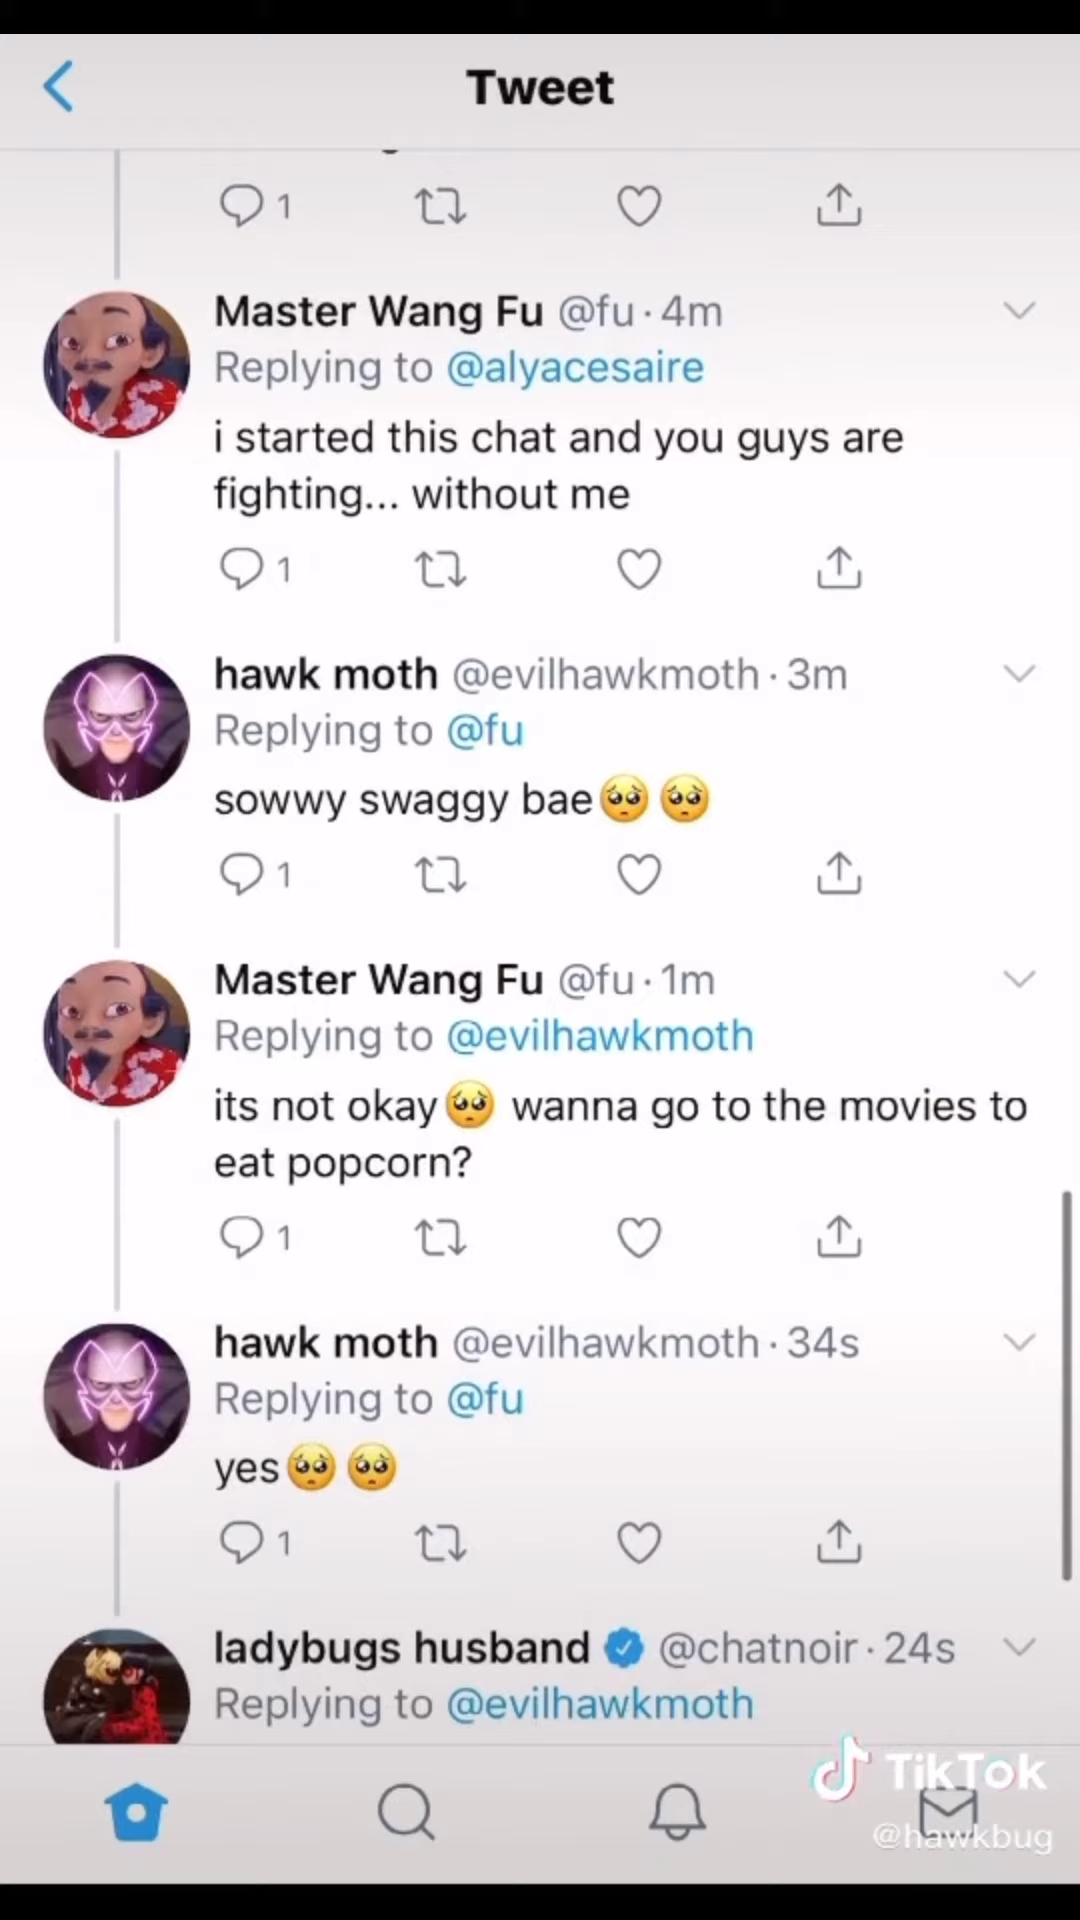 Tweet
1
Master Wang Fu @fu · 4m
Replying to @alyacesaire
i started this chat and you guys are
fighting... without me
1
hawk moth @evilhawkmoth · 3m
Replying to @fu
sowwy swaggy bae🥺🥺
1
Master Wang Fu @fu · 1m
Replying to @evilhawkmoth
its not okay🥺 wanna go to the movies to
eat popcorn?
1
hawk moth @evilhawkmoth · 34s
Replying to @fu
yes🥺🥺
1
ladybugs husband @chatnoir · 24s
Replying to @evilhawkmoth
TikTok
@hawkbug